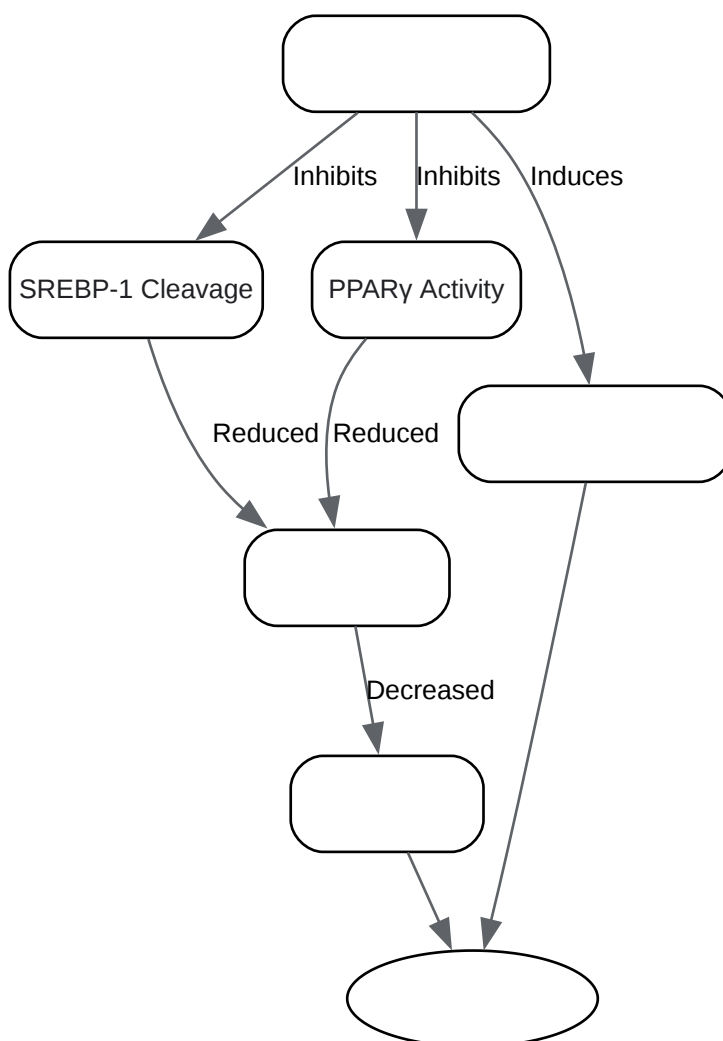 Inhibits
Inhibits
Induces
SREBP-1 Cleavage
PPARγ Activity
Reduced
Reduced
Decreased